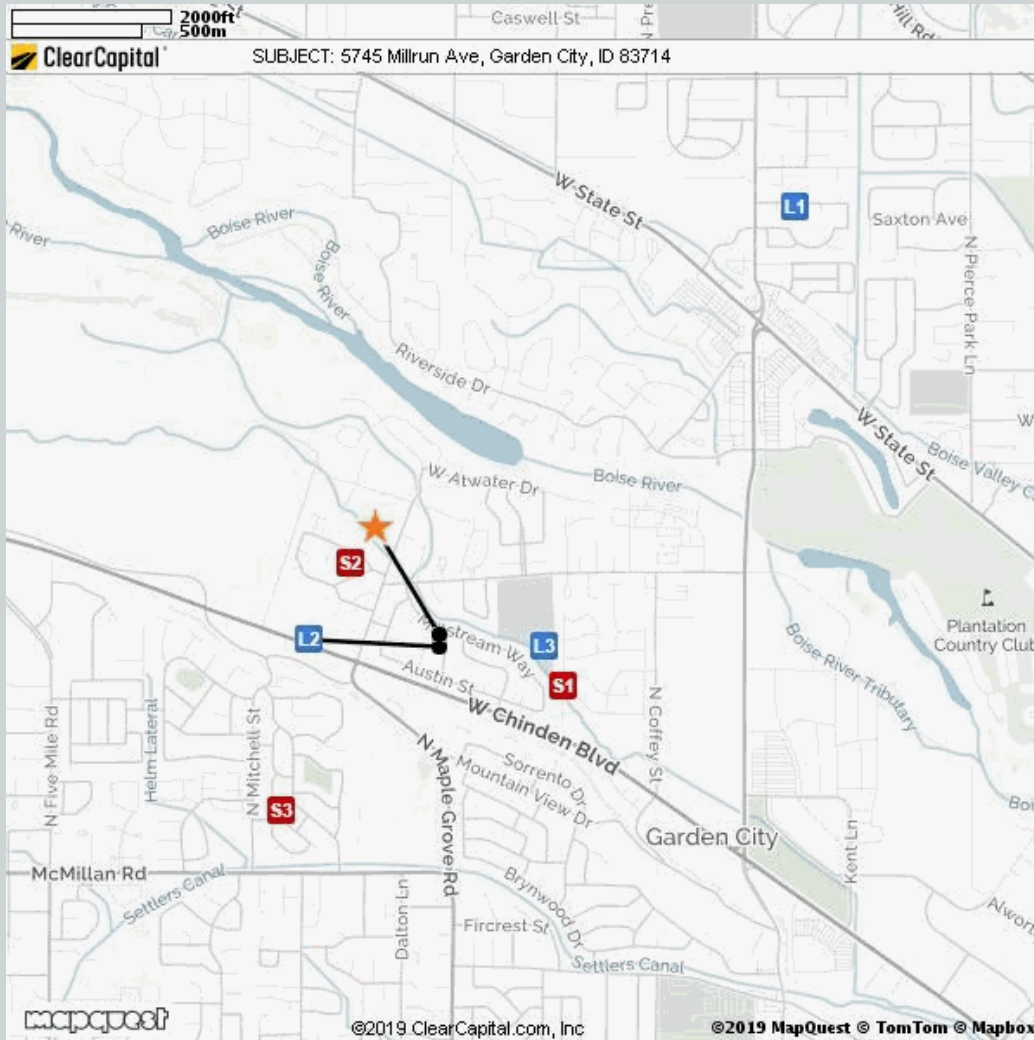 2000ft
500m
Caswell St
Hill Rd
ClearCapital
SUBJECT: 5745 Millrun Ave, Garden City, ID 83714
W State St
L1
Saxton Ave
N Pierce Park Ln
River
Boise River
Boise River
Riverside Dr
W State St
Boise Valley
W Atwater Dr
Boise River
S2
L2
stream Way
L3
Plantation
Country Club
Boise River Tributary
Austin St
S1
W Chinden Blvd
N Coffey St
N Five Mile Rd
Helm Lateral
N Mitchell St
N Maple Grove Rd
Sorrento Dr
Mountain View Dr
S3
Garden City
Kent Ln
McMillan Rd
Settlers Canal
Dalton Ln
Brynwood Dr
Fircrest St
Settlers Canal
mapquest
©2019 ClearCapital.com, Inc
©2019 MapQuest © TomTom © Mapbox